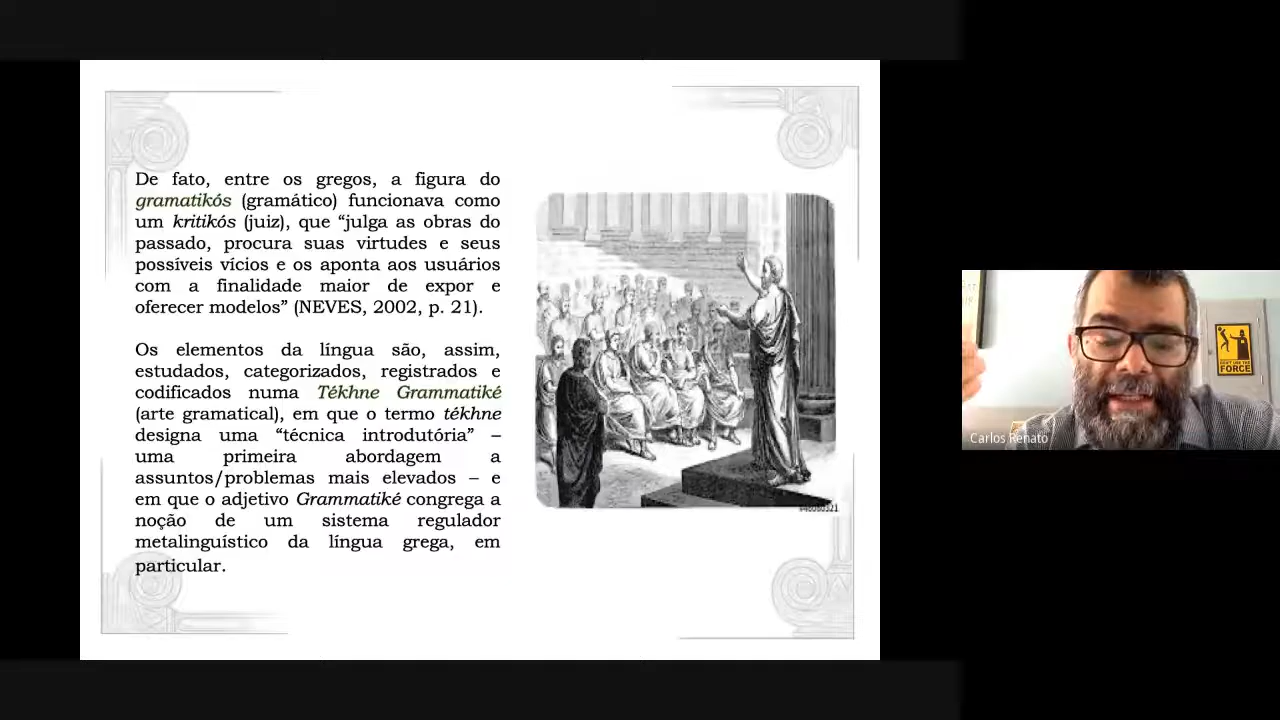 De fato, entre os gregos, a figura do
gramatikós (gramático) funcionava como
um kritikós (juiz), que “julga as obras do
passado, procura suas virtudes e seus
possíveis vícios e os aponta aos usuários
com a finalidade maior de expor e
oferecer modelos” (NEVES, 2002, p. 21).
Os elementos da língua são, assim,
estudados, categorizados, registrados e
codificados numa Tékhne Grammatiké
(arte gramatical), em que o termo tékhne
designa uma “técnica introdutória” –
uma primeira abordagem a
assuntos/problemas mais elevados – e
em que o adjetivo Grammatiké congrega a
noção de um sistema regulador
metalinguístico da língua grega, em
particular.
Carlos Renato
FORCE